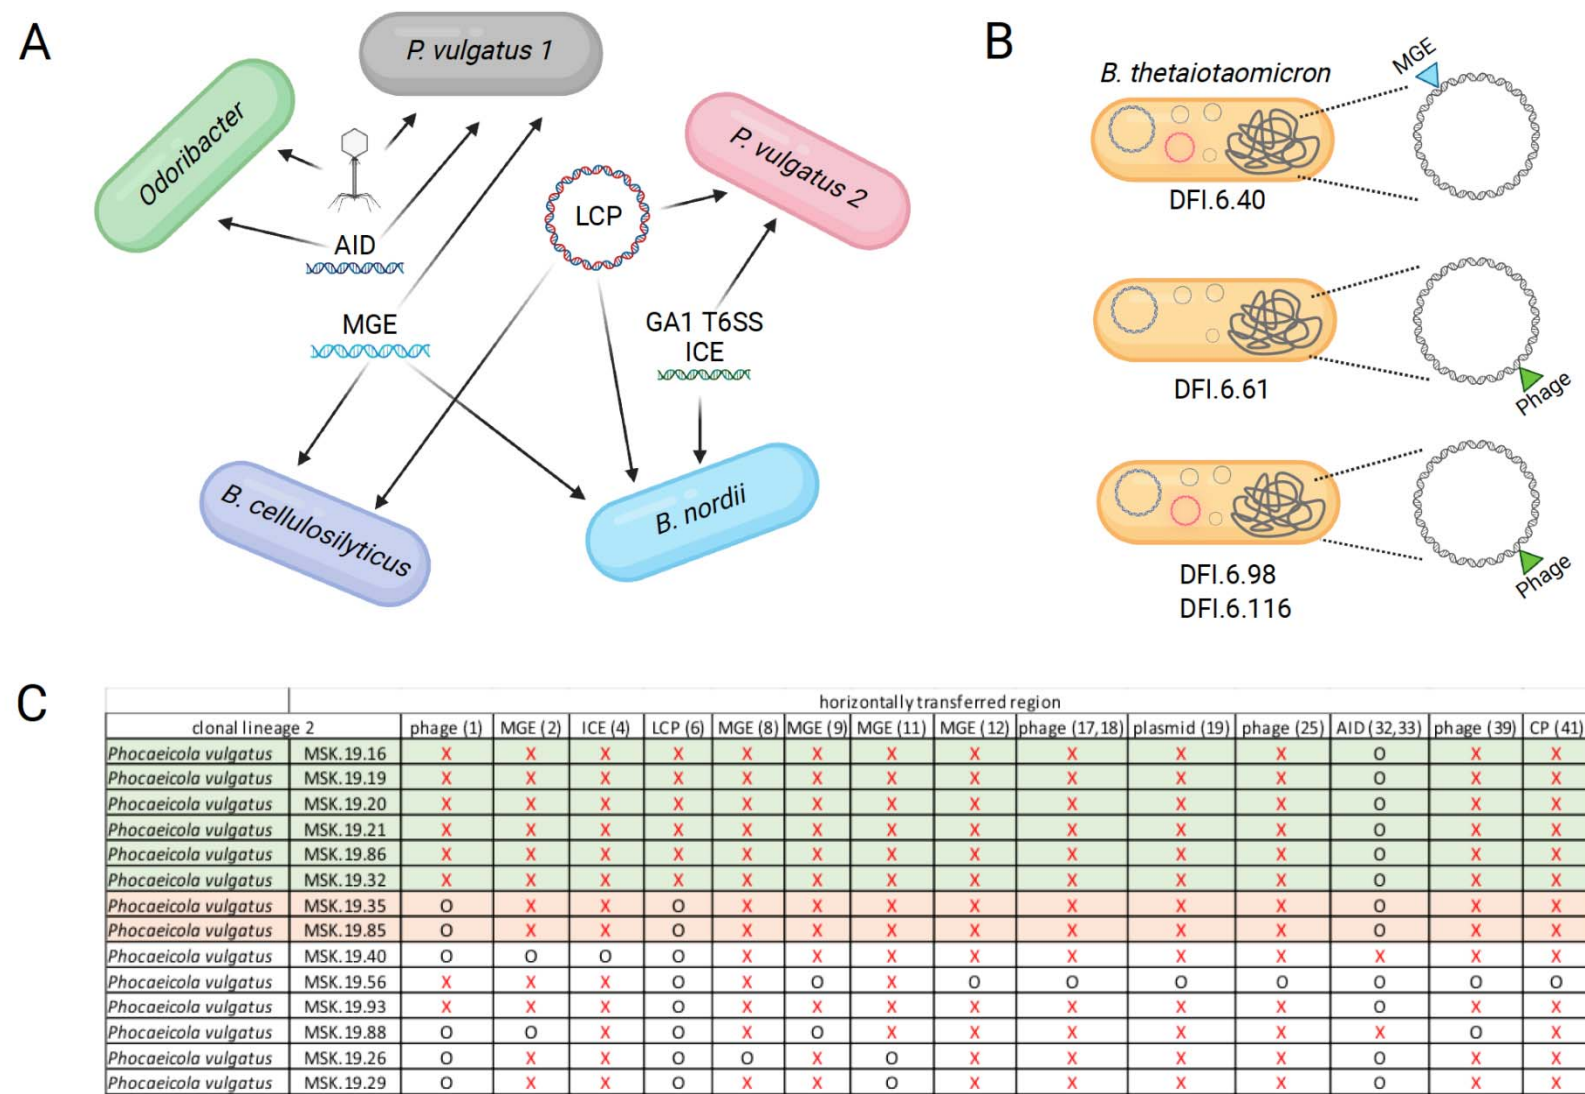 A
P. vulgatus 1
Odoribacter
P. vulgatus 2
LCP
AID
MGE
GA1 T6SS
ICE
B. cellulosilyticus
B. nordii
B
B. thetaiotaomicron
MGE
DFI.6.40
DFI.6.61
Phage
DFI.6.98
DFI.6.116
Phage
C
horizontally transferred region
clonal lineage 2 phage (1) MGE (2) ICE (4) LCP (6) MGE (8) MGE (9) MGE (11) MGE (12) phage (17,18) plasmid (19) phage (25) AID (32,33) phage (39) CP (41)
Phocaeicola vulgatus MSK.19.16 X X X X X X X X X X X O X X
Phocaeicola vulgatus MSK.19.19 X X X X X X X X X X X O X X
Phocaeicola vulgatus MSK.19.20 X X X X X X X X X X X O X X
Phocaeicola vulgatus MSK.19.21 X X X X X X X X X X X O X X
Phocaeicola vulgatus MSK.19.86 X X X X X X X X X X X O X X
Phocaeicola vulgatus MSK.19.32 X X X X X X X X X X X O X X
Phocaeicola vulgatus MSK.19.35 O X X O X X X X X X X O X X
Phocaeicola vulgatus MSK.19.85 O X X O X X X X X X X O X X
Phocaeicola vulgatus MSK.19.40 O O O O X X X X X X X X X X
Phocaeicola vulgatus MSK.19.56 X X X O X O X O O O O O O O
Phocaeicola vulgatus MSK.19.93 X X X O X X X X X X X O X X
Phocaeicola vulgatus MSK.19.88 O O X O X O X X X X X X O X
Phocaeicola vulgatus MSK.19.26 O X X O O X O X X X X O X X
Phocaeicola vulgatus MSK.19.29 O X X O X X O X X X X O X X